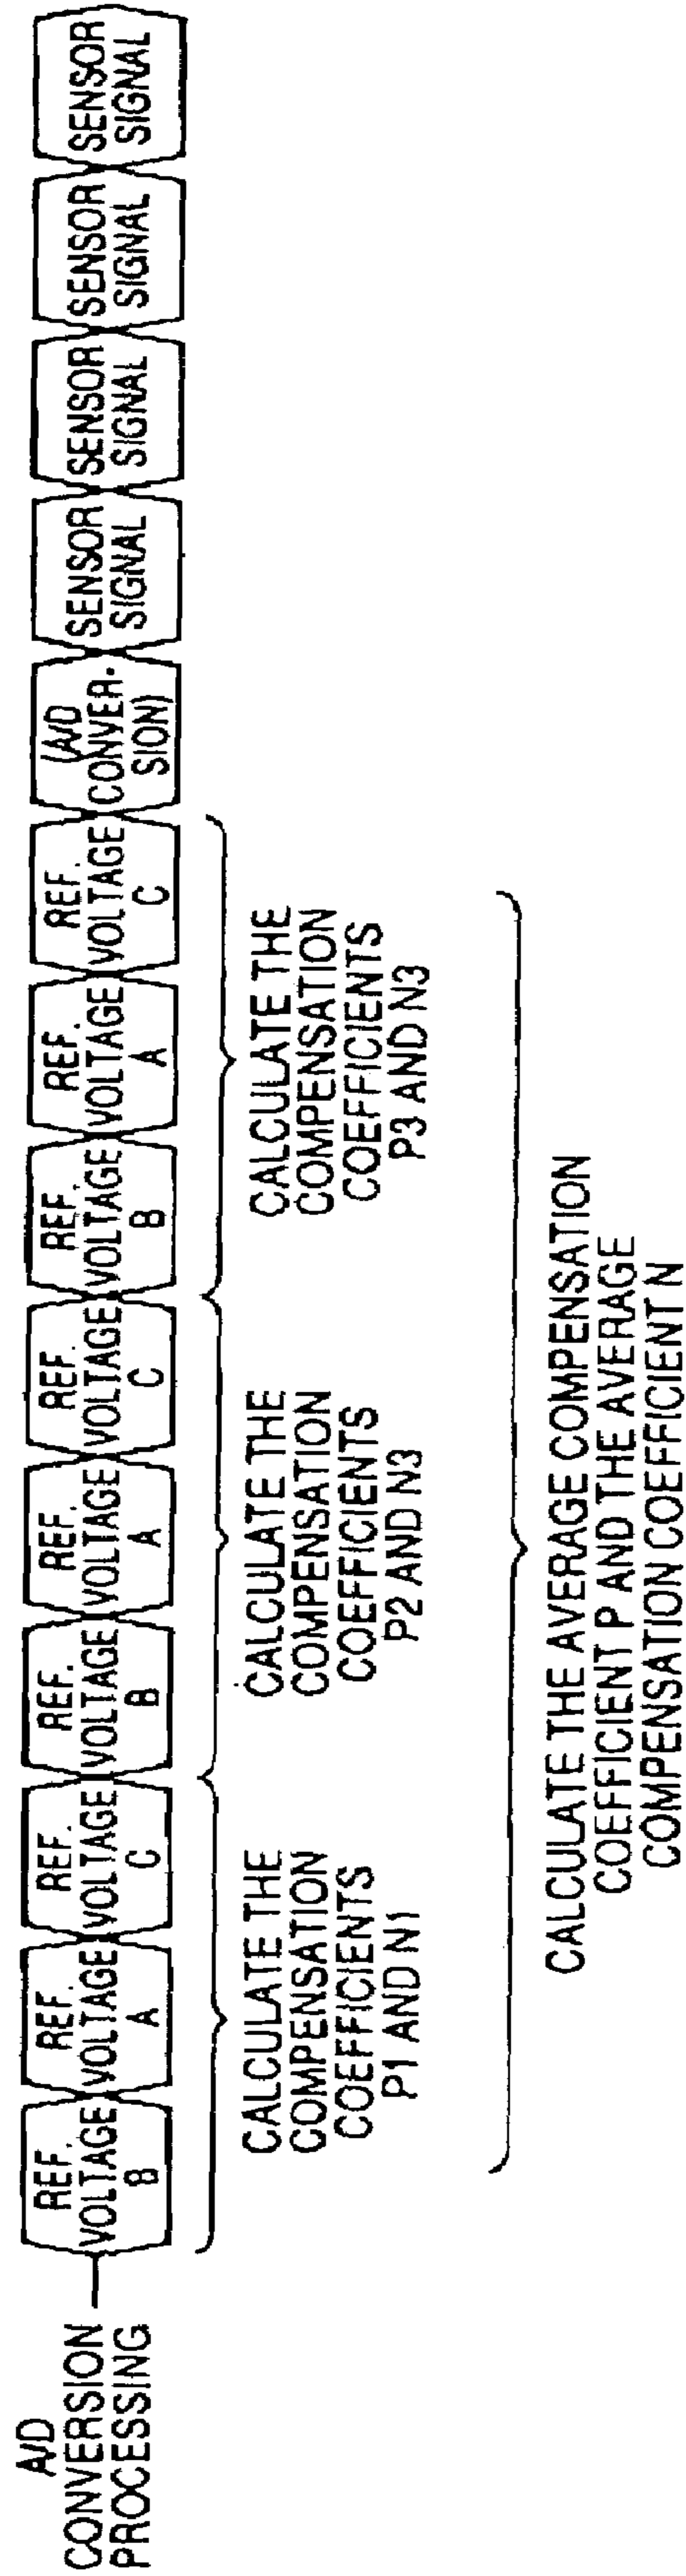 A/D
CONVERSION
PROCESSING
REF.
VOLTAGE
B
REF.
VOLTAGE
A
REF.
VOLTAGE
C
REF.
VOLTAGE
B
REF.
VOLTAGE
A
REF.
VOLTAGE
C
REF.
VOLTAGE
B
REF.
VOLTAGE
A
REF.
VOLTAGE
C
(A/D
CONVER-
SION)
SENSOR
SIGNAL
SENSOR
SIGNAL
SENSOR
SIGNAL
SENSOR
SIGNAL
CALCULATE THE
COMPENSATION
COEFFICIENTS
P1 AND N1
CALCULATE THE
COMPENSATION
COEFFICIENTS
P2 AND N3
CALCULATE THE
COMPENSATION
COEFFICIENTS
P3 AND N3
CALCULATE THE AVERAGE COMPENSATION
COEFFICIENT P AND THE AVERAGE
COMPENSATION COEFFICIENT N